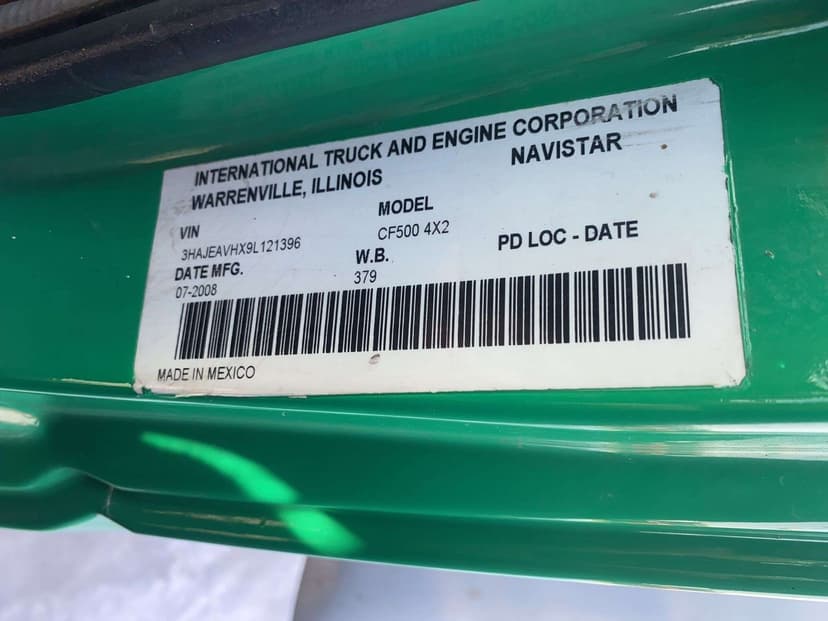 INTERNATIONAL TRUCK AND ENGINE CORPORATION
WARRENVILLE, ILLINOIS NAVISTAR
VIN MODEL
3HAJEAVHX9L121396 CF500 4X2 PD LOC - DATE
DATE MFG. W.B.
07-2008 379
MADE IN MEXICO